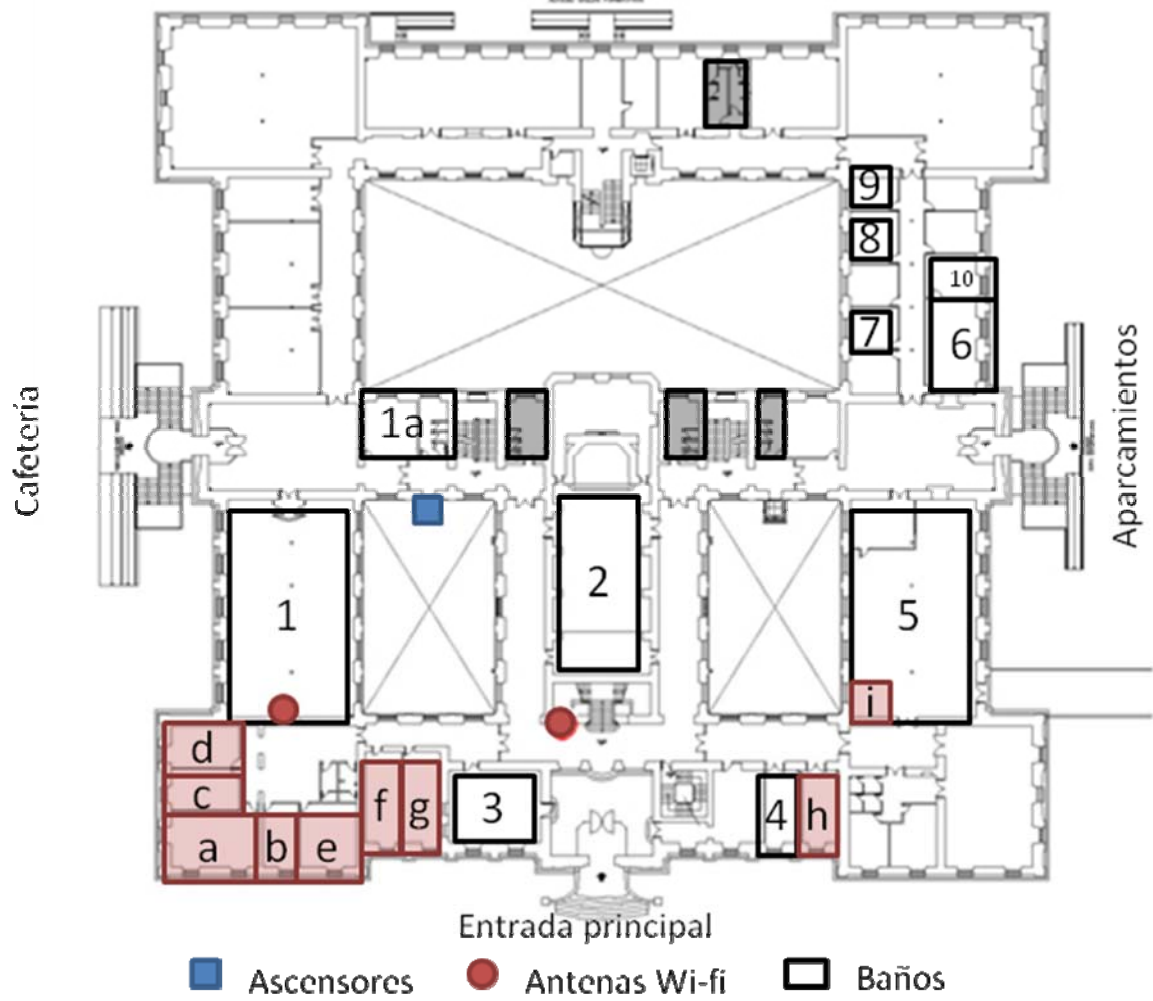 9
8
10
7
6
Cafetería
1a
Aparcamientos
1
2
5
i
d
c
f
g
3
4
h
a
b
e
Entrada principal
Ascensores
Antenas Wi-fi
Baños